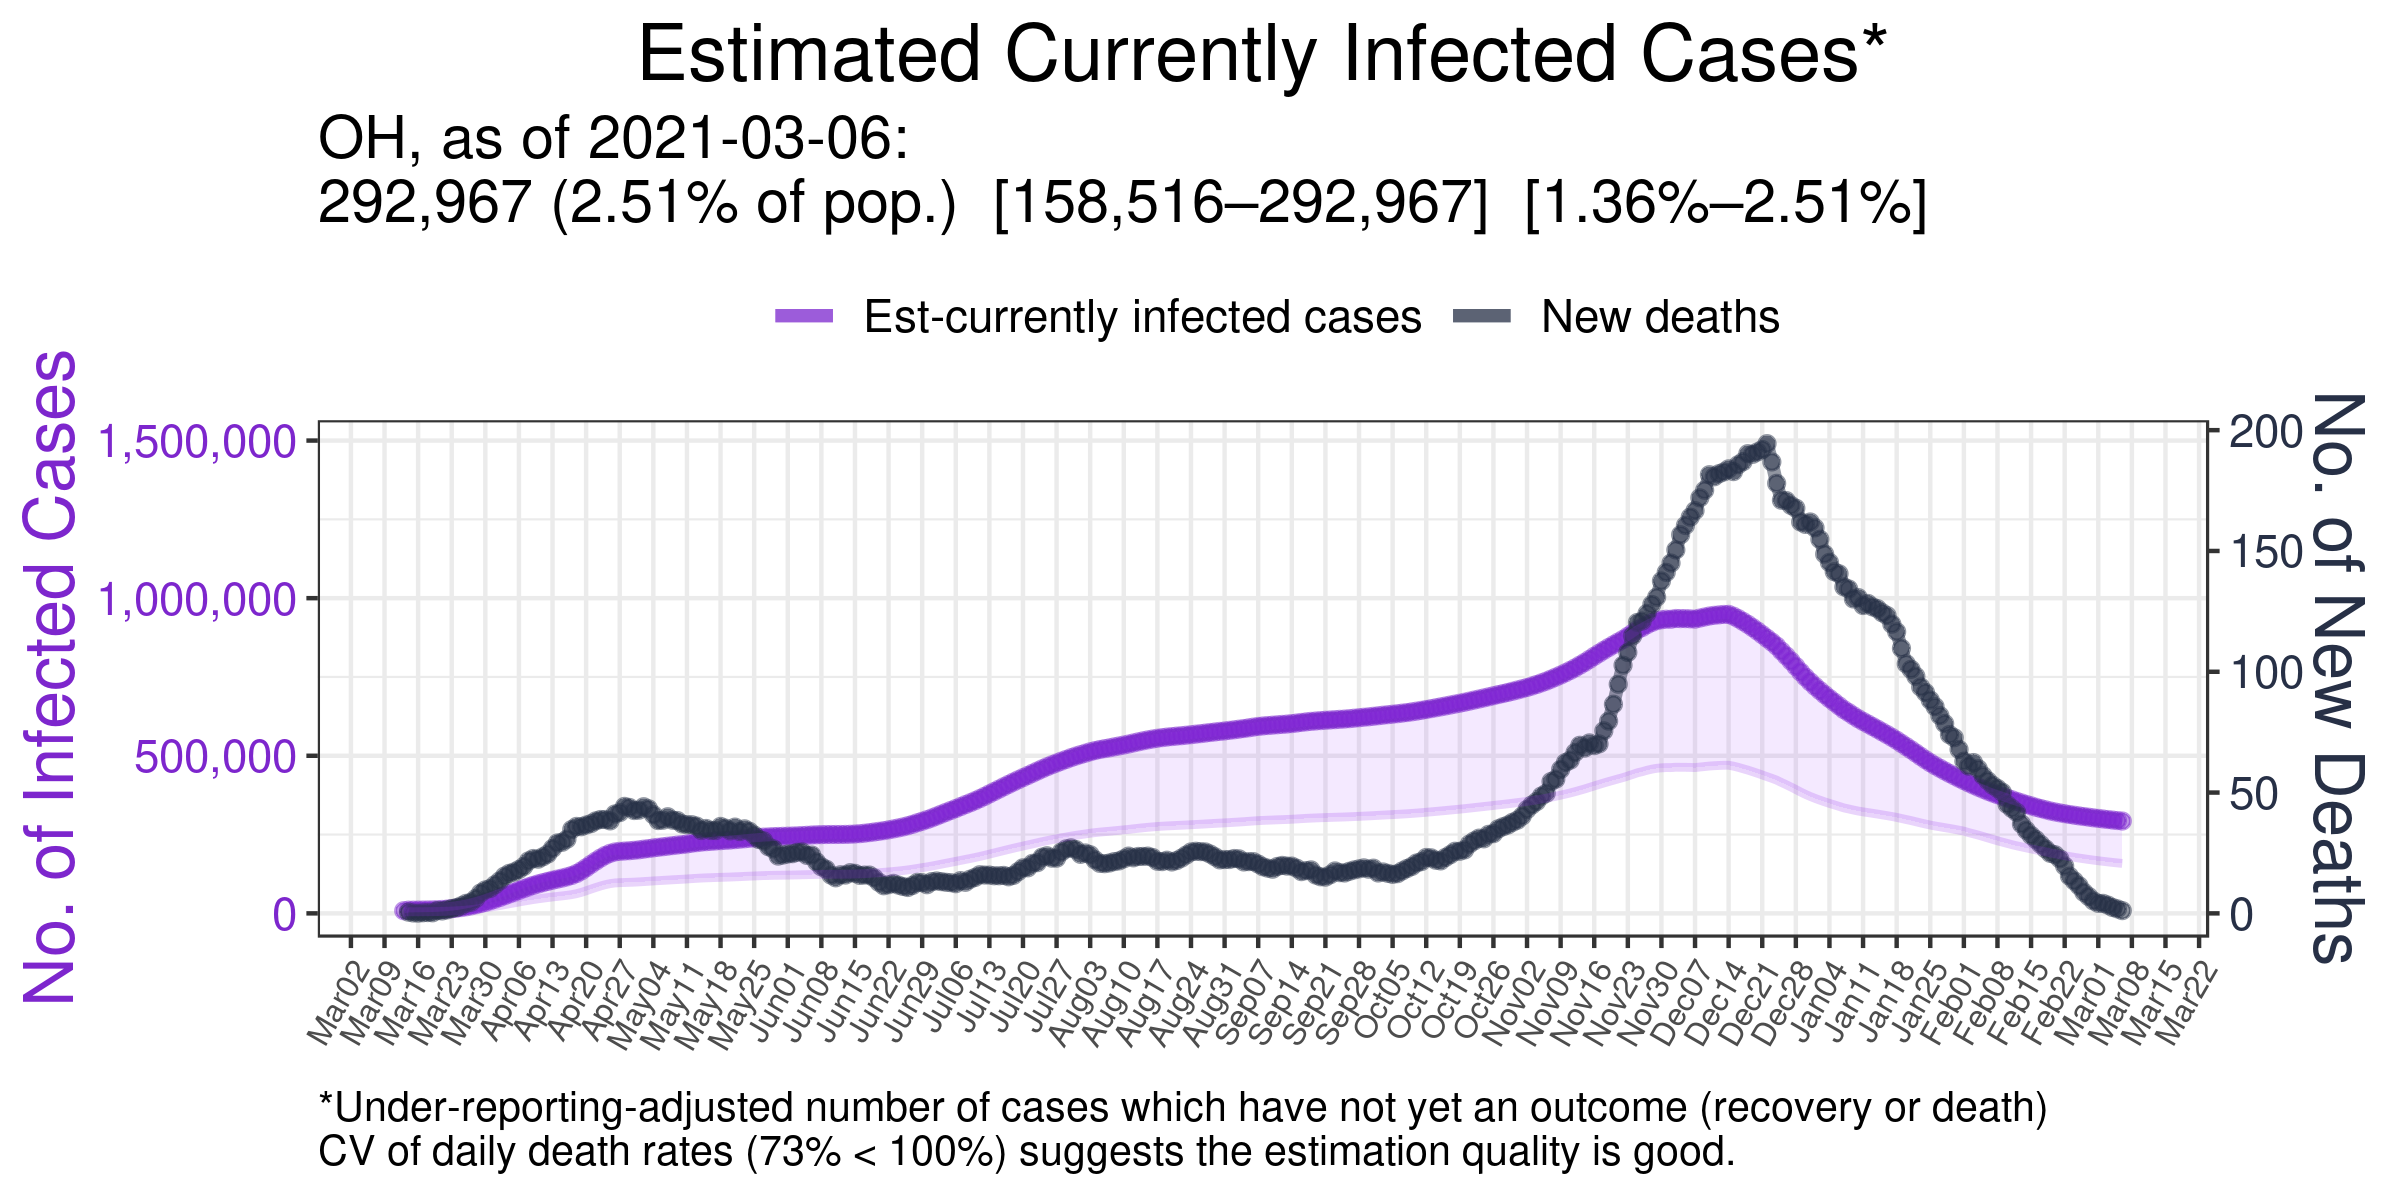 Estimated Currently Infected Cases*
OH, as of 2021-03-06:
292,967 (2.51% of pop.) [158,516–292,967] [1.36%–2.51%]
Est-currently infected cases
New deaths
No. of Infected Cases
1,500,000
1,000,000
500,000
0
200
150
100
50
0
No. of New Deaths
Mar02
Mar09
Mar16
Mar23
Mar30
Apr06
Apr13
Apr20
Apr27
May04
May11
May18
May25
Jun01
Jun08
Jun15
Jun22
Jun29
Jul06
Jul13
Jul20
Jul27
Aug03
Aug10
Aug17
Aug24
Aug31
Sep07
Sep14
Sep21
Sep28
Oct05
Oct12
Oct19
Oct26
Nov02
Nov09
Nov16
Nov23
Nov30
Dec07
Dec14
Dec21
Dec28
Jan04
Jan11
Jan18
Jan25
Feb01
Feb08
Feb15
Feb22
Mar01
Mar08
Mar15
Mar22
*Under-reporting-adjusted number of cases which have not yet an outcome (recovery or death)
CV of daily death rates (73% < 100%) suggests the estimation quality is good.